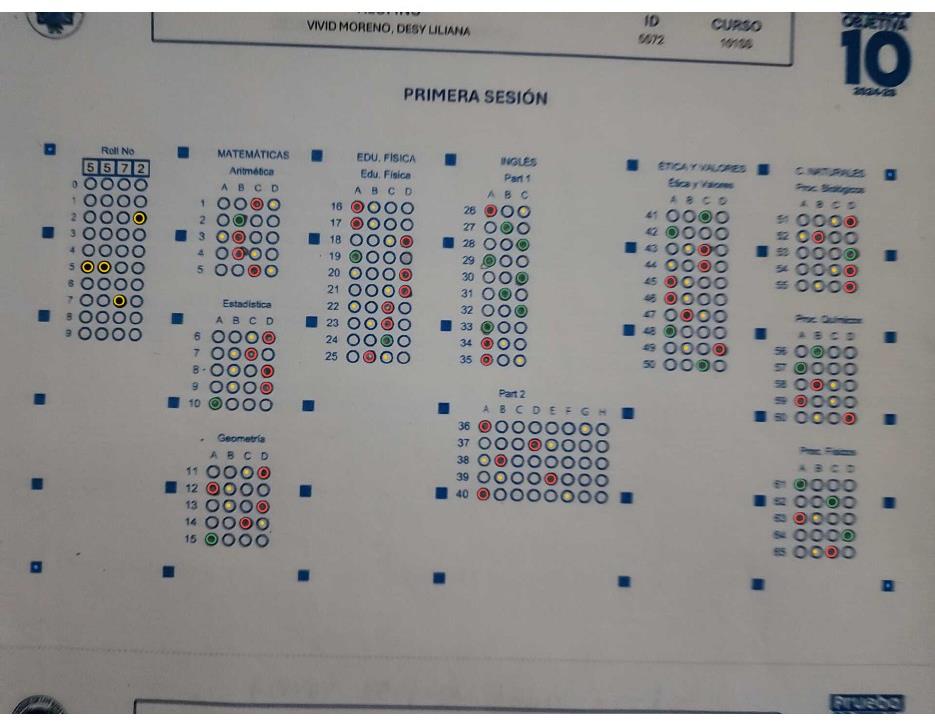 VIVID MORENO, DESY LILIANA
ID
CURSO
5572
OBJETIVA
10
2024-25
PRIMERA SESIÓN
Roll No
5 5 7 2
0
1
2
3
4
5
6
7
8
9
MATEMÁTICAS
Aritmética
A B C D
1
2
3
4
5
Estadística
A B C D
6
7
8
9
10
Geometría
A B C D
11
12
13
14
15
EDU. FÍSICA
Edu. Física
A B C D
16
17
18
19
20
21
22
23
24
25
INGLÉS
Part 1
A B C
26
27
28
29
30
31
32
33
34
35
Part 2
A B C D E F G H
36
37
38
39
40
ÉTICA Y VALORES
Ética y Valores
A B C D
41
42
43
44
45
46
47
48
49
50
C. NATURALES
Proc. Biológicos
A B C D
51
52
53
54
55
Proc. Químicos
A B C D
56
57
58
59
60
Proc. Físicos
A B C D
61
62
63
64
65
Prueba